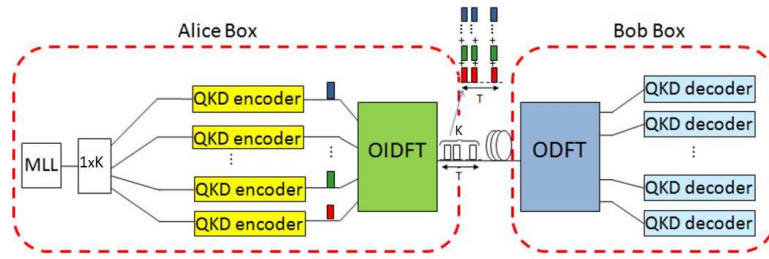 Alice Box
Bob Box
MLL
1xK
QKD encoder
QKD encoder
QKD encoder
QKD encoder
OIDFT
T
K
T
ODFT
QKD decoder
QKD decoder
QKD decoder
QKD decoder